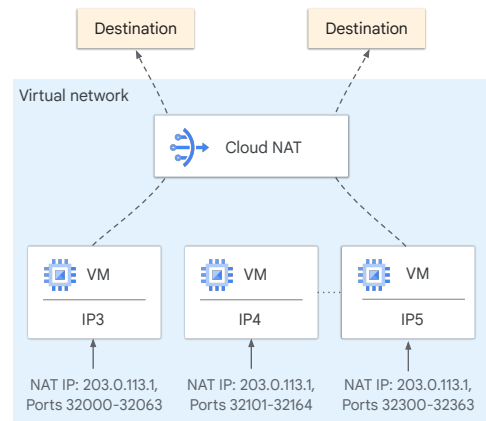 Destination
Destination
Virtual network
Cloud NAT
VM
VM
VM
IP3
IP4
IP5
NAT IP: 203.0.113.1,
Ports 32000-32063
NAT IP: 203.0.113.1,
Ports 32101-32164
NAT IP: 203.0.113.1,
Ports 32300-32363